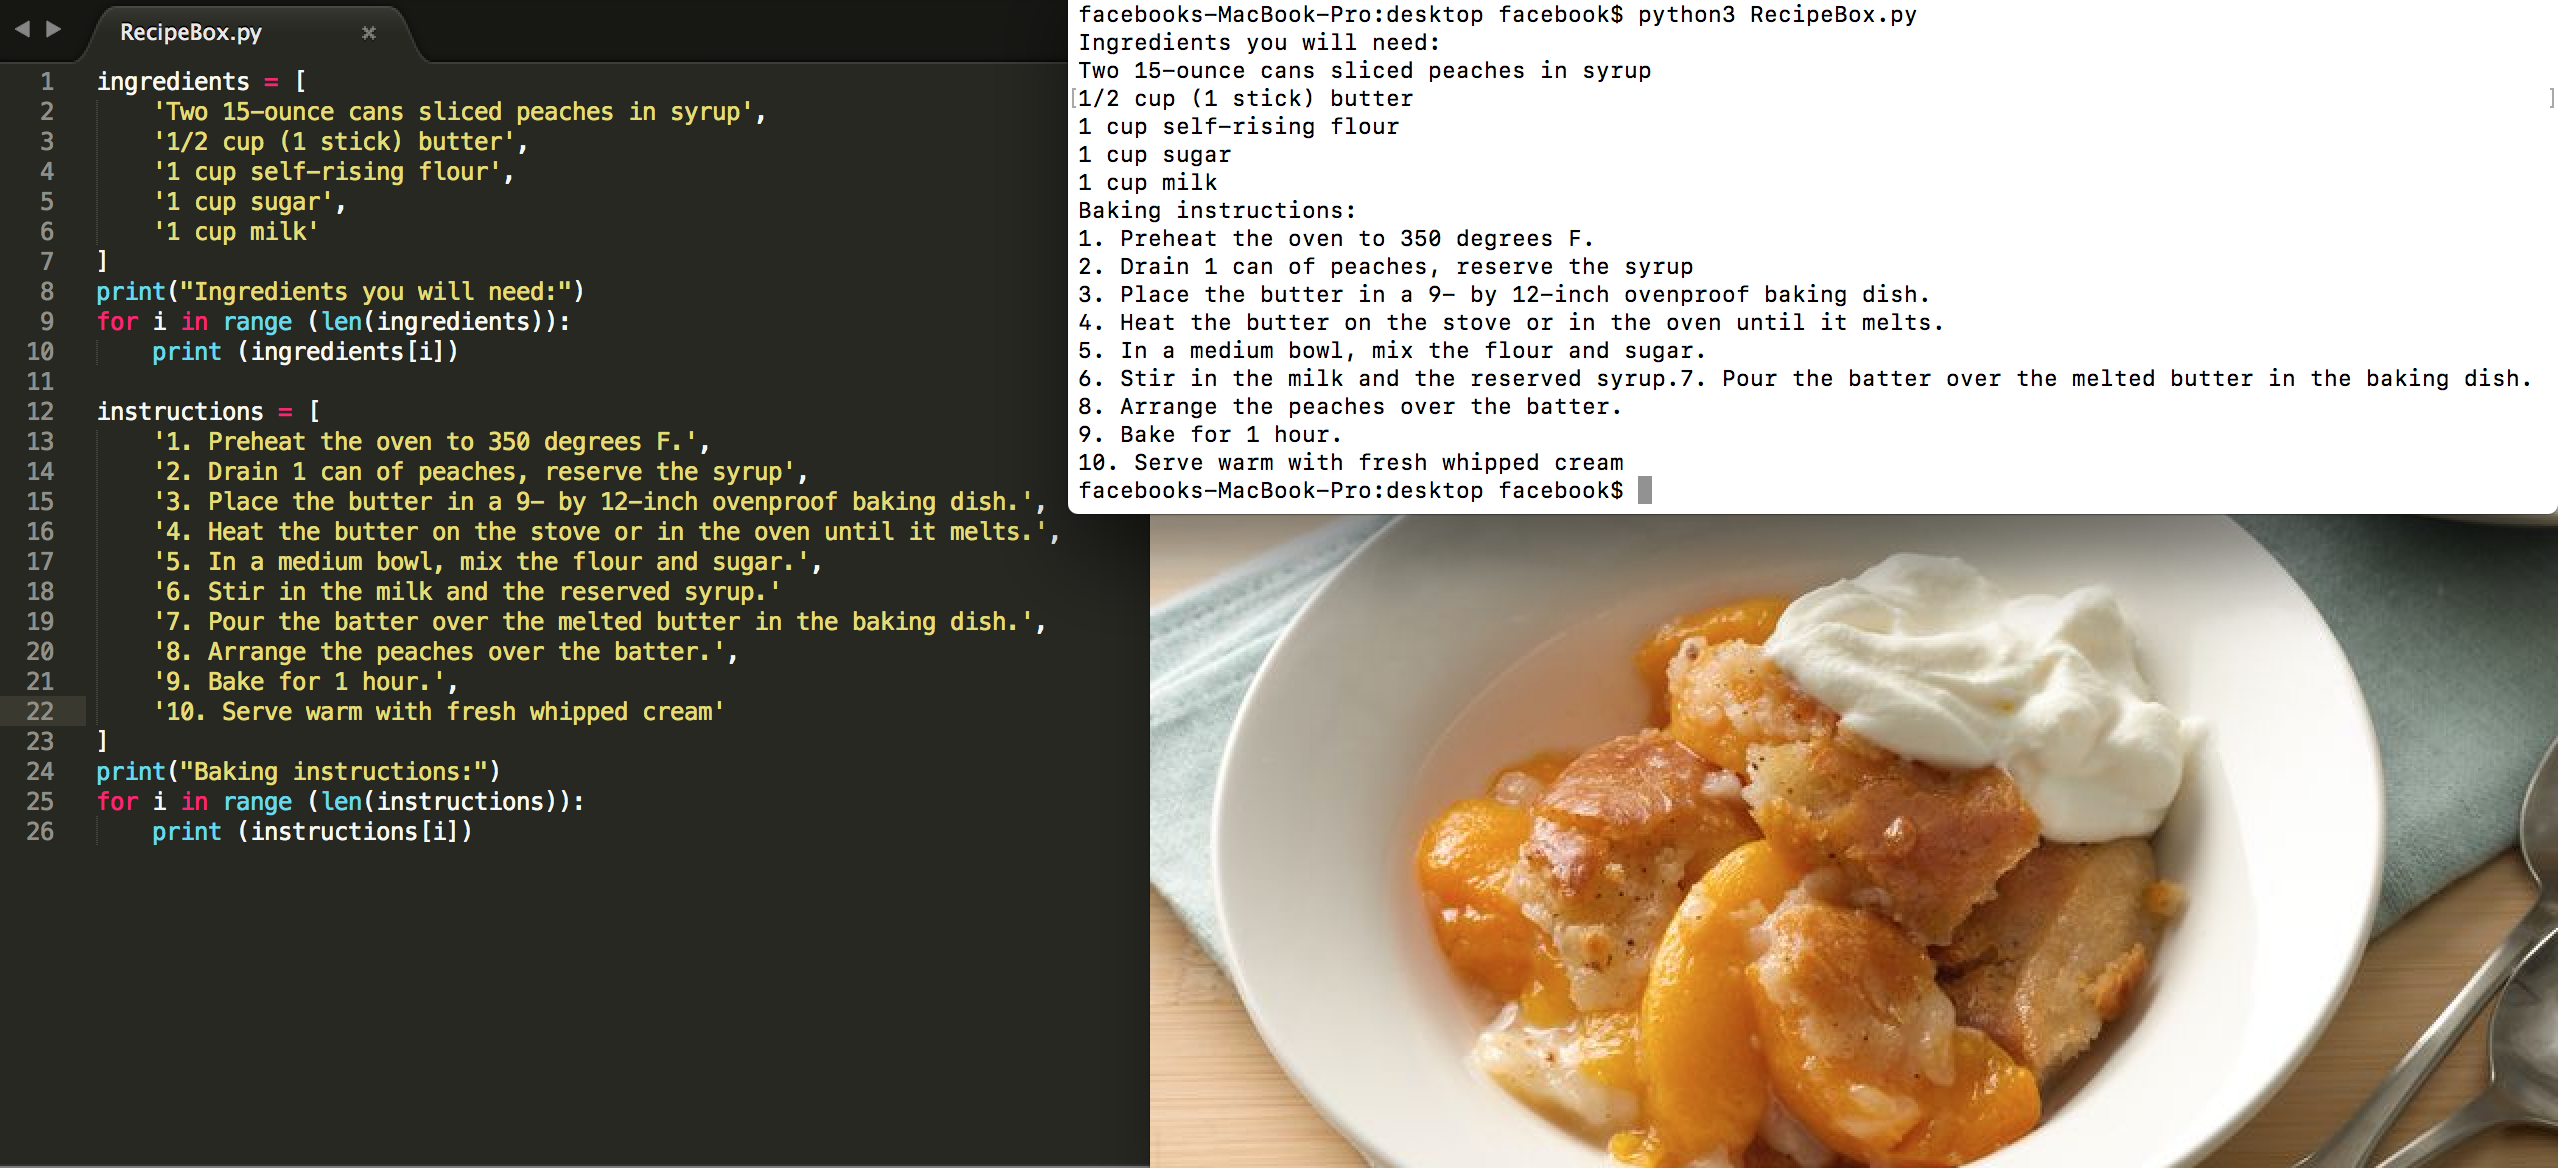 RecipeBox.py
1 ingredients = [
2     'Two 15-ounce cans sliced peaches in syrup',
3     '1/2 cup (1 stick) butter',
4     '1 cup self-rising flour',
5     '1 cup sugar',
6     '1 cup milk'
7 ]
8 print("Ingredients you will need:")
9 for i in range (len(ingredients)):
10     print (ingredients[i])
11
12 instructions = [
13     '1. Preheat the oven to 350 degrees F.',
14     '2. Drain 1 can of peaches, reserve the syrup',
15     '3. Place the butter in a 9- by 12-inch ovenproof baking dish.',
16     '4. Heat the butter on the stove or in the oven until it melts.',
17     '5. In a medium bowl, mix the flour and sugar.',
18     '6. Stir in the milk and the reserved syrup.'
19     '7. Pour the batter over the melted butter in the baking dish.',
20     '8. Arrange the peaches over the batter.',
21     '9. Bake for 1 hour.',
22     '10. Serve warm with fresh whipped cream'
23 ]
24 print("Baking instructions:")
25 for i in range (len(instructions)):
26     print (instructions[i])
facebooks-MacBook-Pro:desktop facebook$ python3 RecipeBox.py
Ingredients you will need:
Two 15-ounce cans sliced peaches in syrup
[1/2 cup (1 stick) butter ]
1 cup self-rising flour
1 cup sugar
1 cup milk
Baking instructions:
1. Preheat the oven to 350 degrees F.
2. Drain 1 can of peaches, reserve the syrup
3. Place the butter in a 9- by 12-inch ovenproof baking dish.
4. Heat the butter on the stove or in the oven until it melts.
5. In a medium bowl, mix the flour and sugar.
6. Stir in the milk and the reserved syrup.7. Pour the batter over the melted butter in the baking dish.
8. Arrange the peaches over the batter.
9. Bake for 1 hour.
10. Serve warm with fresh whipped cream
facebooks-MacBook-Pro:desktop facebook$